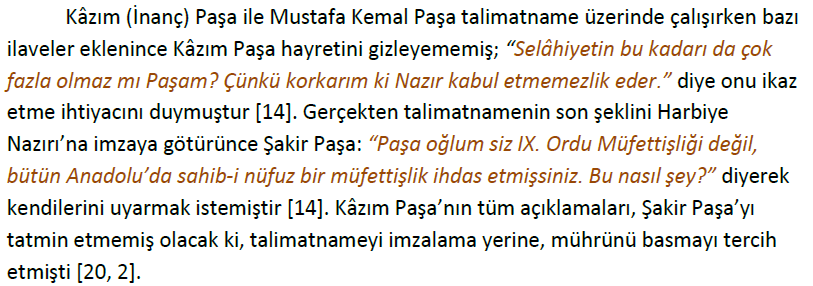 Kâzım (İnanç) Paşa ile Mustafa Kemal Paşa talimatname üzerinde çalışırken bazı
ilaveler eklenince Kâzım Paşa hayretini gizleyememiş; “Selâhiyetin bu kadarı da çok
fazla olmaz mı Paşam? Çünkü korkarım ki Nazır kabul etmemezlik eder.” diye onu ikaz
etme ihtiyacını duymuştur [14]. Gerçekten talimatnamenin son şeklini Harbiye
Nazırı’na imzaya götürünce Şakir Paşa: “Paşa oğlum siz IX. Ordu Müfettişliği değil,
bütün Anadolu’da sahib-i nüfuz bir müfettişlik ihdas etmişsiniz. Bu nasıl şey?” diyerek
kendilerini uyarmak istemiştir [14]. Kâzım Paşa’nın tüm açıklamaları, Şakir Paşa’yı
tatmin etmemiş olacak ki, talimatnameyi imzalama yerine, mührünü basmayı tercih
etmişti [20, 2].